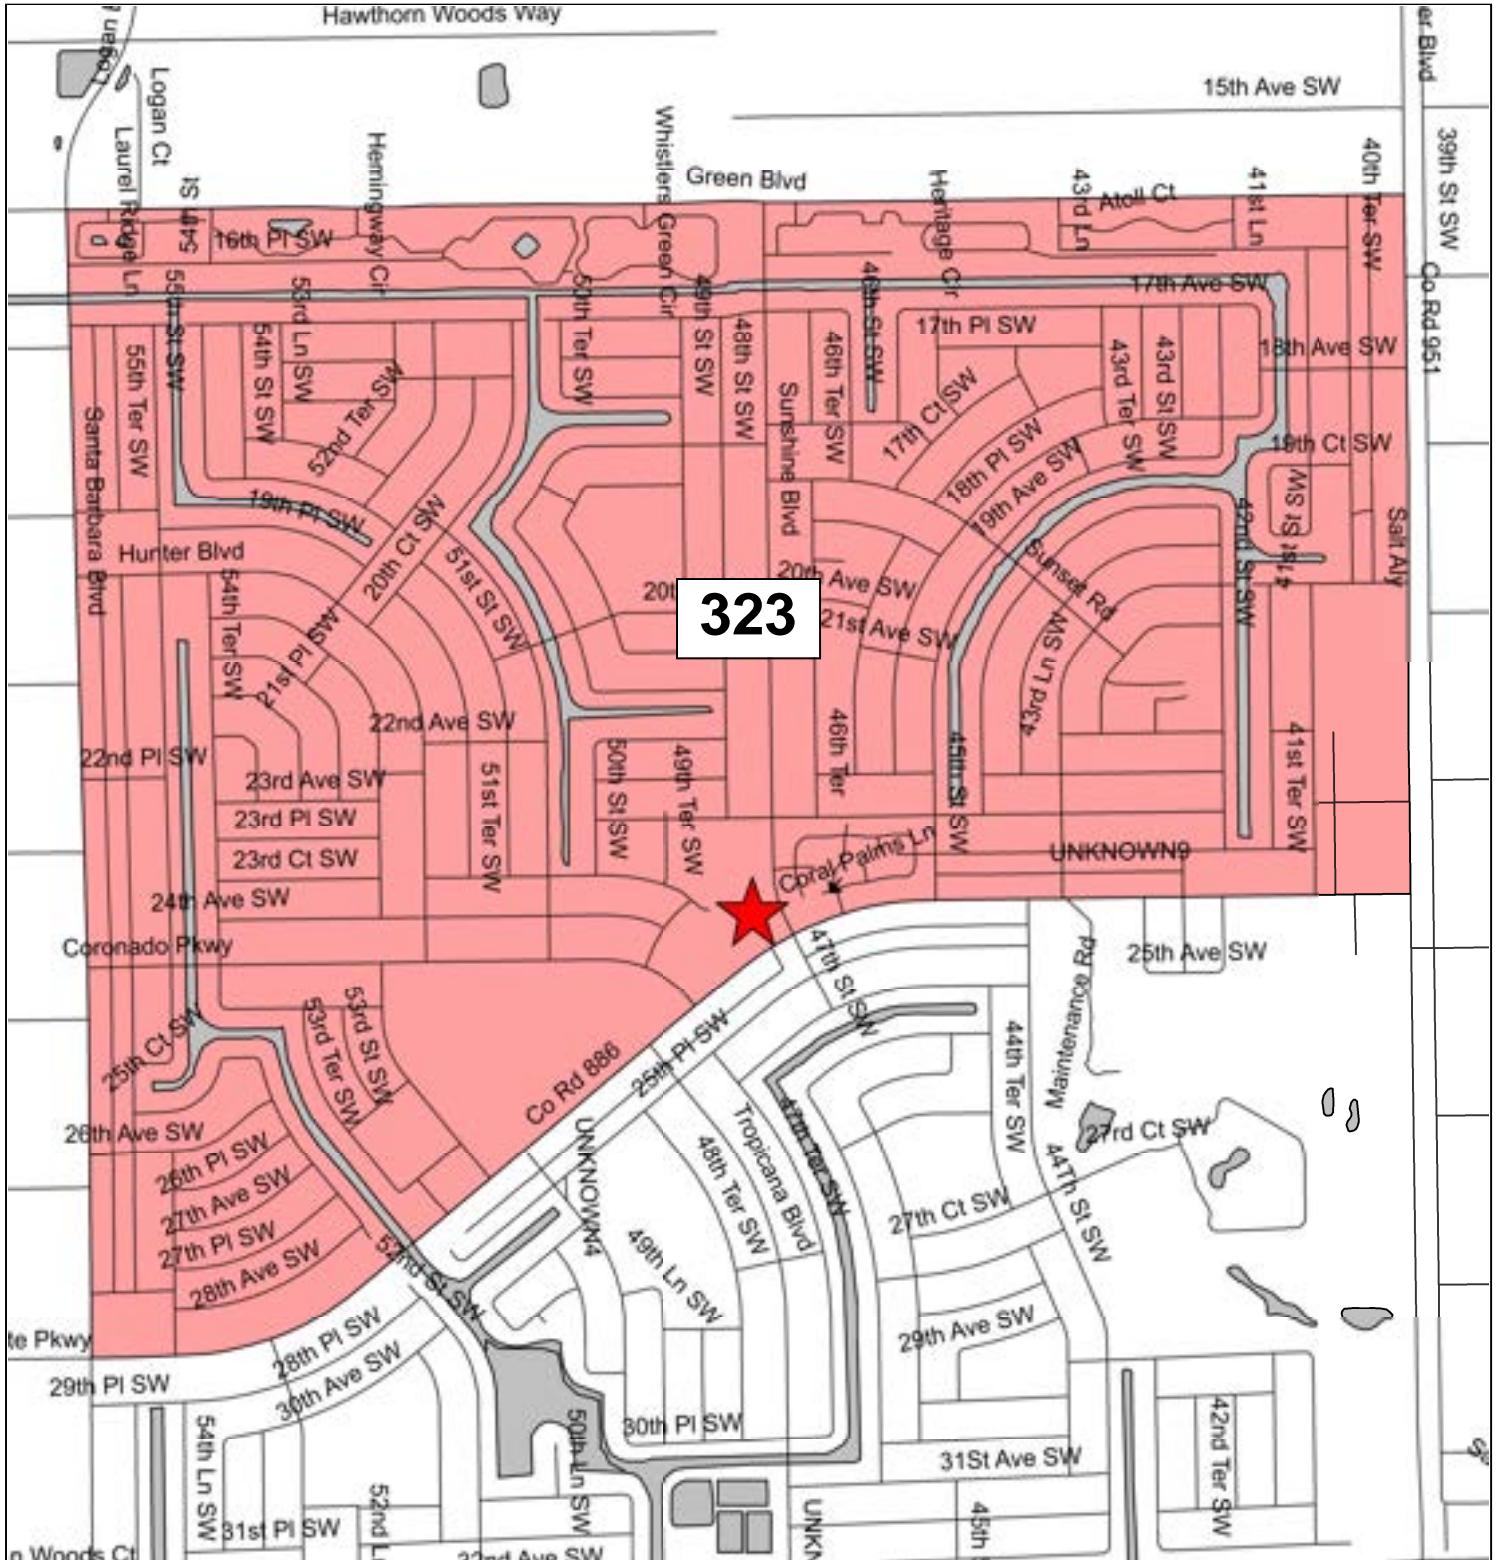 Hawthorn Woods Way
er Blvd
15th Ave SW
Logan Ct
Laurel Ridge Ln
Hemingway Cir
Whistlers Green Cir
Green Blvd
Heritage Cir
43rd Ln
Atoll Ct
41st Ln
40th Ter SW
39th St SW
16th Pl SW
55th St SW
53rd Ln SW
50th Ter SW
49th St SW
46th St SW
17th Ave SW
Co Rd 951
54th St SW
55th Ter SW
52nd Ter SW
48th St SW
46th Ter SW
17th Pl SW
43rd Ter SW
43rd St SW
18th Ave SW
Santa Barbara Blvd
Sunshine Blvd
17th Ct SW
18th Pl SW
19th Ave SW
19th Ct SW
19th Pl SW
41st St SW
42nd St SW
Salt Aly
Hunter Blvd
20th Ct SW
51st St SW
54th Ter SW
21st Pl SW
323
20th Ave SW
21st Ave SW
Sunset Rd
43rd Ln SW
22nd Ave SW
22nd Pl SW
23rd Ave SW
23rd Pl SW
23rd Ct SW
51st Ter SW
50th St SW
49th Ter SW
46th Ter
45th St SW
41st Ter SW
UNKNOWN9
Coral Palms Ln
24th Ave SW
Coronado Pkwy
47th St SW
25th Ave SW
Maintenance Rd
25th Ct SW
53rd Ter SW
53rd St SW
Co Rd 886
25th Pl SW
44th Ter SW
26th Ave SW
26th Pl SW
27th Ave SW
27th Pl SW
28th Ave SW
52nd St SW
UNKNOWN4
48th Ter SW
Tropicana Blvd
47th Ter SW
27rd Ct SW
27th Ct SW
44Th St SW
49th Ln SW
29th Ave SW
te Pkwy
28th Pl SW
29th Pl SW
30th Ave SW
54th Ln SW
50th Ln SW
30th Pl SW
31St Ave SW
42nd Ter SW
31st Pl SW
52nd L
UNKN
45th
n Woods Ct